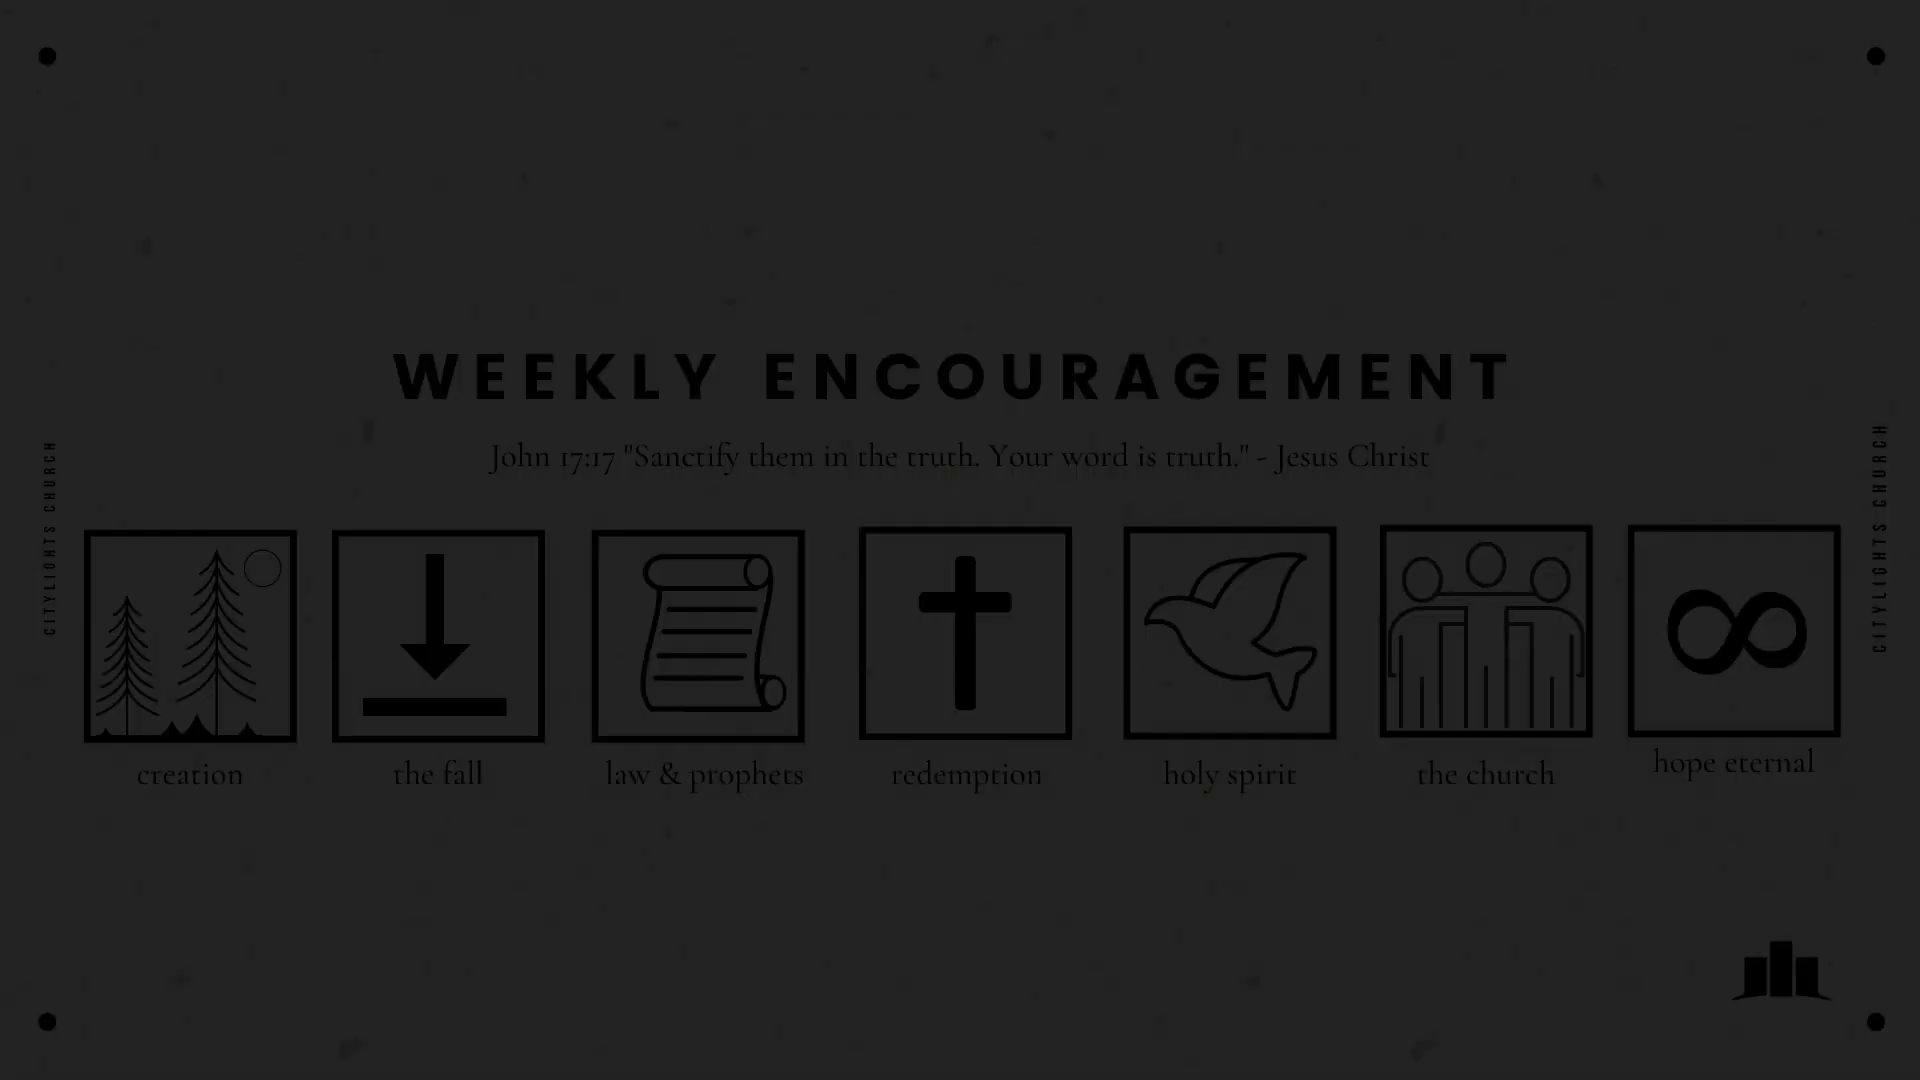 WEEKLY ENCOURAGEMENT
John 17:17 "Sanctify them in the truth. Your word is truth." - Jesus Christ
CITYLIGHTS CHURCH
CITYLIGHTS CHURCH
creation
the fall
law & prophets
redemption
holy spirit
the church
hope eternal